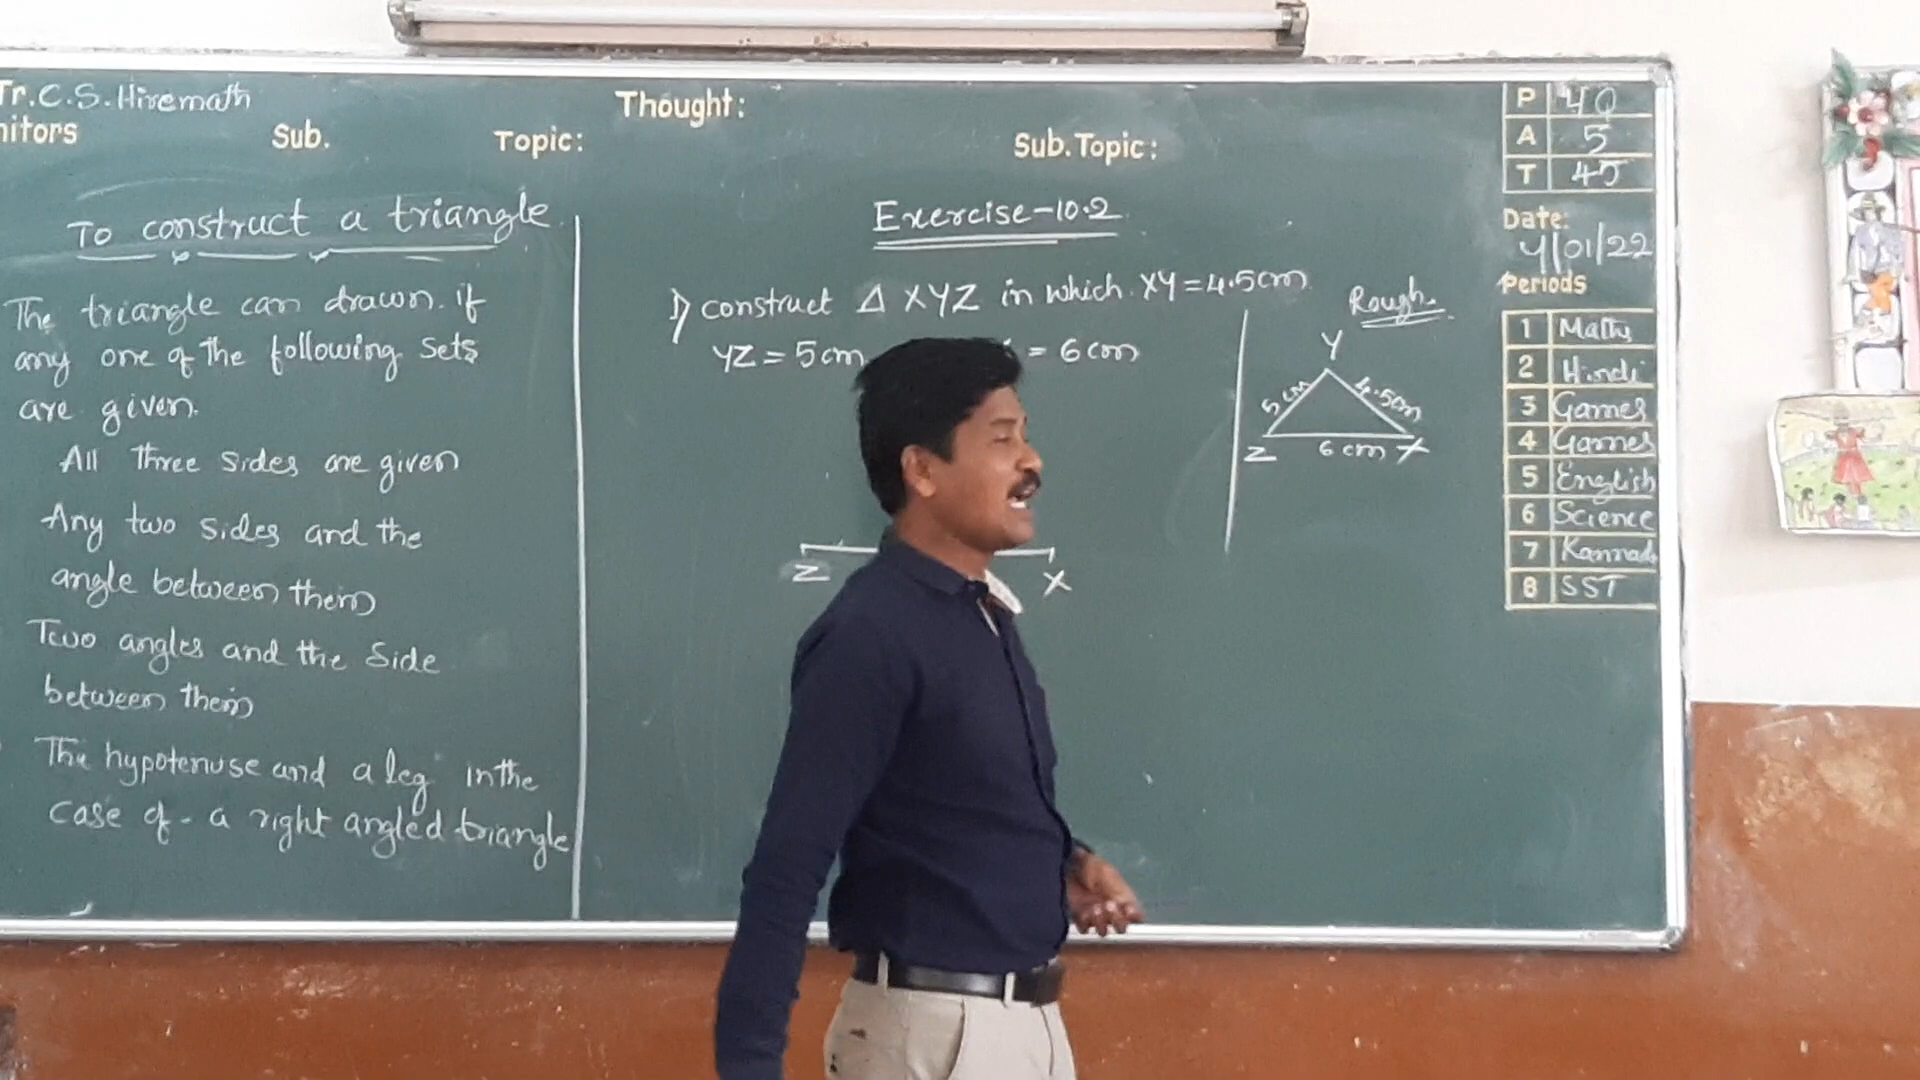 Tr. C.S. Hiremath
nitors
Sub.
Topic:
Thought:
Sub. Topic:
To construct a triangle
The triangle can drawn if
any one of the following sets
are given.
All three sides are given
Any two sides and the
angle between them
Two angles and the side
between them
The hypotenuse and a leg in the
case of a right angled triangle
Exercise-10.2
1) construct Δ XYZ in which XY=4.5cm
YZ = 5cm = 6cm
Z X
Rough
Y
5cm 4.5cm
Z 6cm X
P 40
A 5
T 45
Date:
4/01/22
Periods
1 Maths
2 Hindi
3 Games
4 Games
5 English
6 Science
7 Kannada
8 SST